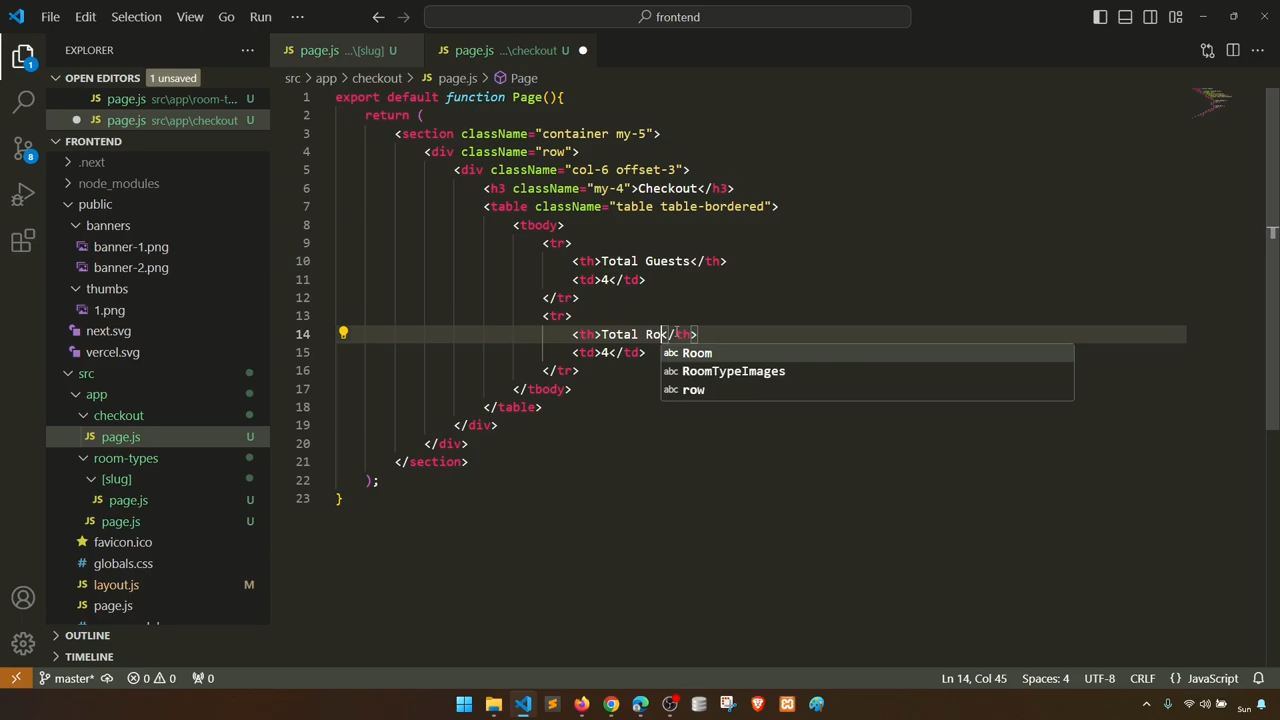 File Edit Selection View Go Run ···
frontend
EXPLORER
page.js ...\[slug] U
page.js ...\checkout
OPEN EDITORS 1 unsaved
page.js src\app\room-t... U
page.js src\app\checkout U
FRONTEND
.next
node_modules
public
banners
banner-1.png
banner-2.png
thumbs
1.png
next.svg
vercel.svg
src
app
checkout
page.js U
room-types
[slug]
page.js U
page.js U
favicon.ico
globals.css
layout.js M
page.js
OUTLINE
TIMELINE
1
8
src > app > checkout > JS page.js > Page
1 export default function Page(){
2 return (
3 <section className="container my-5">
4 <div className="row">
5 <div className="col-6 offset-3">
6 <h3 className="my-4">Checkout</h3>
7 <table className="table table-bordered">
8 <tbody>
9 <tr>
10 <th>Total Guests</th>
11 <td>4</td>
12 </tr>
13 <tr>
14 <th>Total Ro</th>
15 <td>4</td>
16 </tr>
17 </tbody>
18 </table>
19 </div>
20 </div>
21 </section>
22 );
23 }
abc Room
abc RoomTypeImages
abc row
master* 0 0 0 Ln 14, Col 45 Spaces: 4 UTF-8 CRLF {} JavaScript
Sun